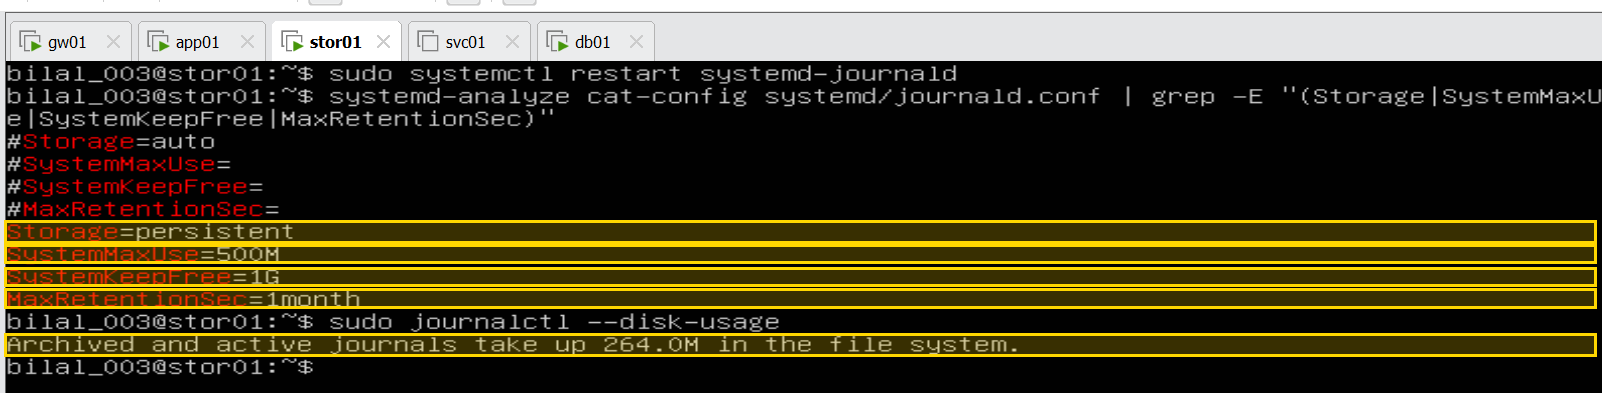 gw01 app01 stor01 svc01 db01
bilal_003@stor01:~$ sudo systemctl restart systemd-journald
bilal_003@stor01:~$ systemd-analyze cat-config systemd/journald.conf | grep -E "(Storage|SystemMaxU
e|SystemKeepFree|MaxRetentionSec)"
#Storage=auto
#SystemMaxUse=
#SystemKeepFree=
#MaxRetentionSec=
Storage=persistent
SystemMaxUse=500M
SystemKeepFree=1G
MaxRetentionSec=1month
bilal_003@stor01:~$ sudo journalctl --disk-usage
Archived and active journals take up 264.0M in the file system.
bilal_003@stor01:~$